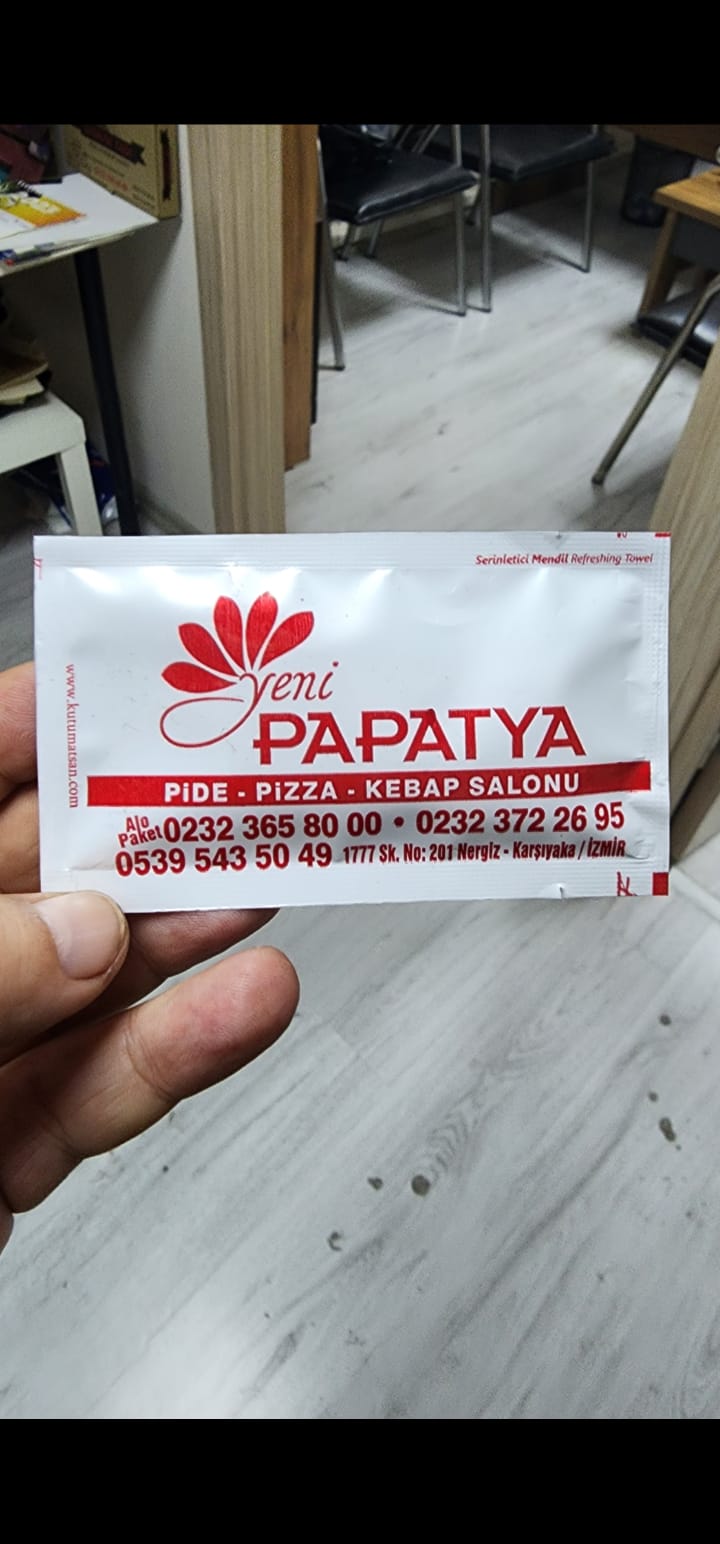 Serinletici Mendil Refreshing Towel
yeni
PAPATYA
PiDE - PiZZA - KEBAP SALONU
Alo Paket 0232 365 80 00 • 0232 372 26 95
0539 543 50 49 1777 Sk. No: 201 Nergiz - Karşıyaka / İZMİR
www.kutumatsan.com